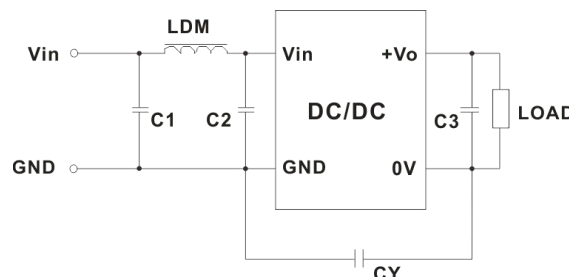 LDM
Vin
Vin
+Vo
C1
C2
DC/DC
C3
LOAD
GND
GND
0V
CY